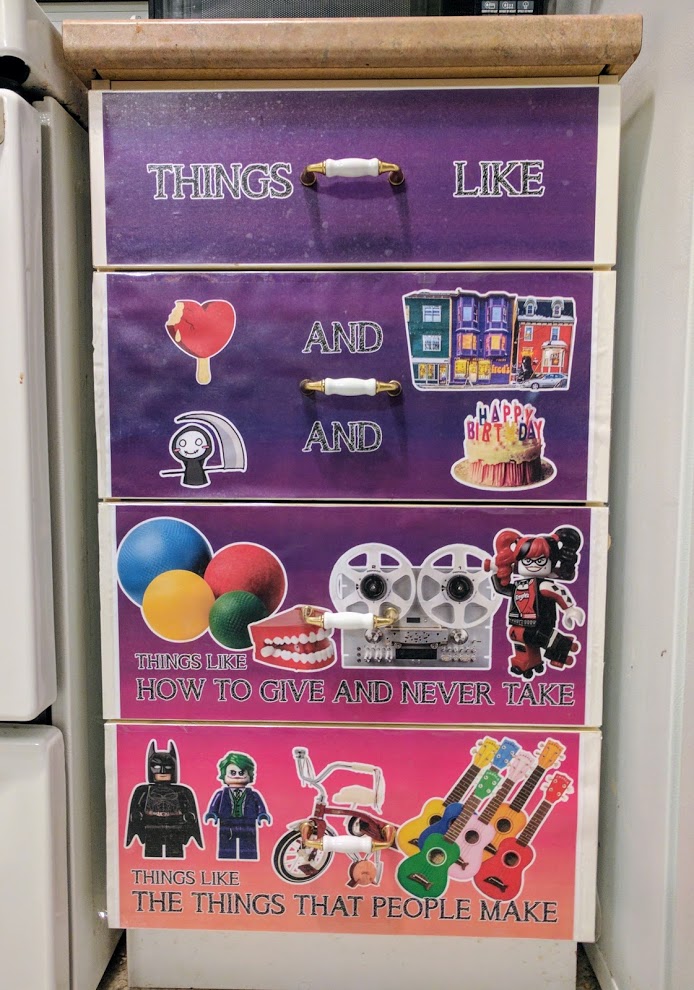 THINGS LIKE
AND
AND
HAPPY
BIRTHDAY
THINGS LIKE
HOW TO GIVE AND NEVER TAKE
THINGS LIKE
THE THINGS THAT PEOPLE MAKE